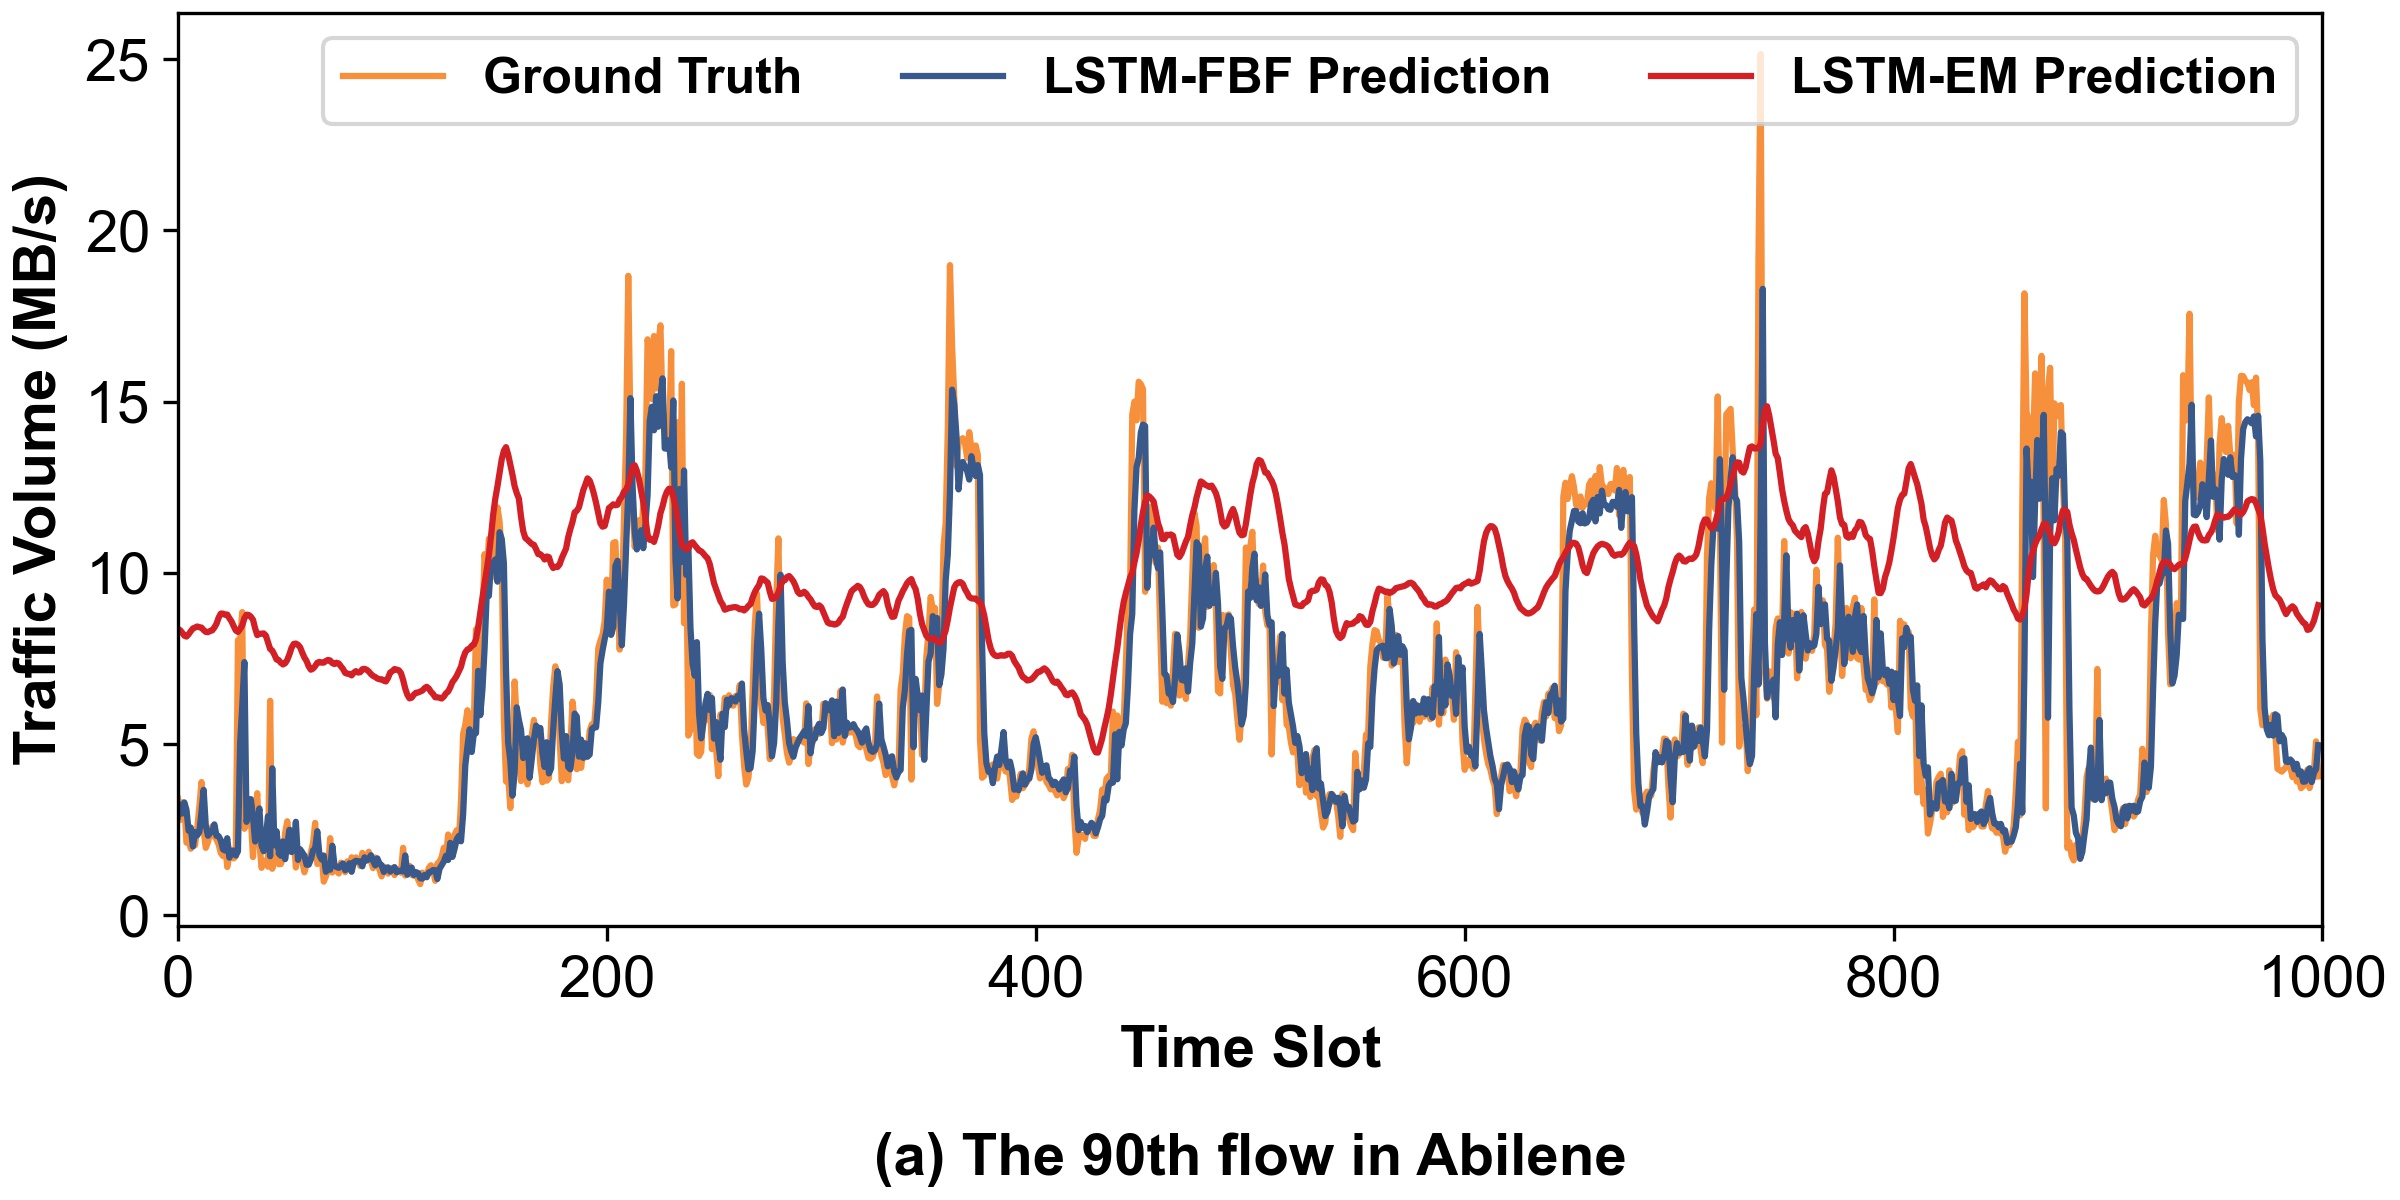 Ground Truth LSTM-FBF Prediction LSTM-EM Prediction
25
20
15
10
5
0
Traffic Volume (MB/s)
0 200 400 600 800 1000
Time Slot
(a) The 90th flow in Abilene